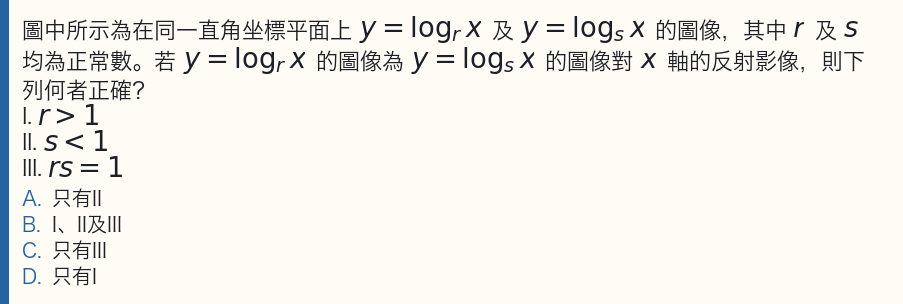 圖中所示為在同一直角坐標平面上 y = log_r x 及 y = log_s x 的圖像，其中 r 及 s
均為正常數。若 y = log_r x 的圖像為 y = log_s x 的圖像對 x 軸的反射影像，則下
列何者正確？
I. r > 1
II. s < 1
III. rs = 1
A. 只有II
B. I、II及III
C. 只有III
D. 只有I